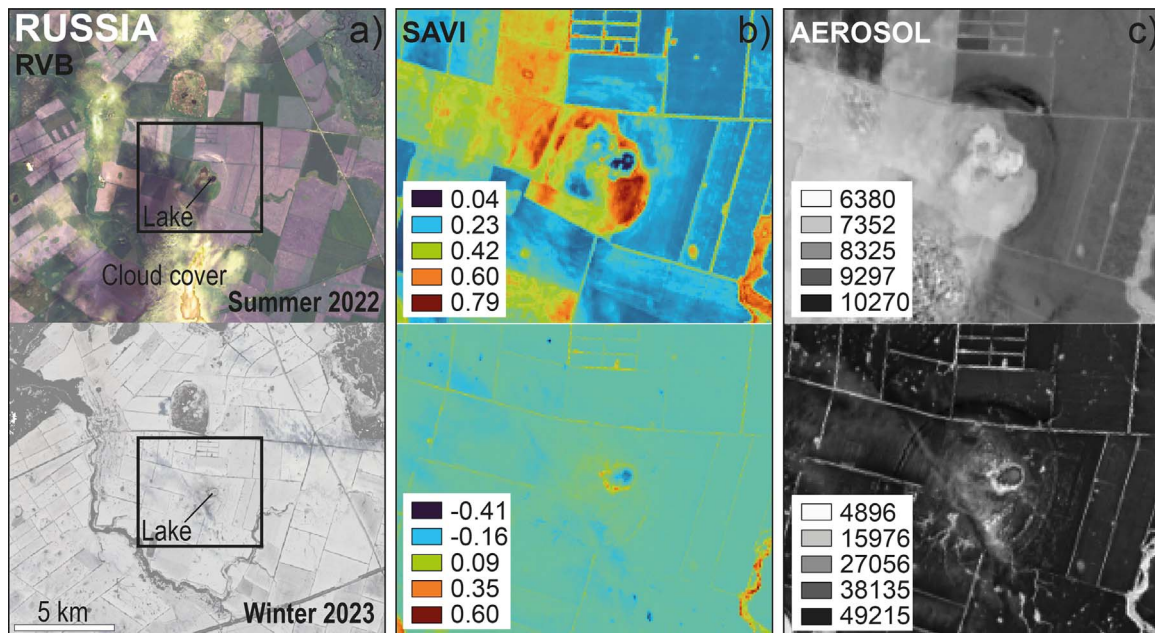 RUSSIA
a)
RVB
Lake
Cloud cover
Summer 2022
Lake
5 km
Winter 2023
SAVI
b)
0.04
0.23
0.42
0.60
0.79
-0.41
-0.16
0.09
0.35
0.60
AEROSOL
c)
6380
7352
8325
9297
10270
4896
15976
27056
38135
49215